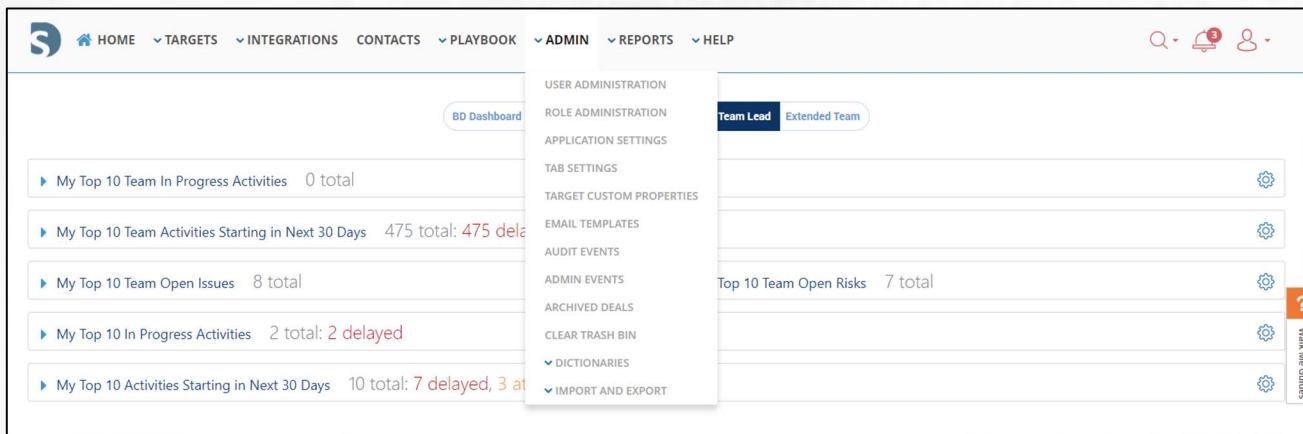 HOME TARGETS INTEGRATIONS CONTACTS PLAYBOOK ADMIN REPORTS HELP 3
USER ADMINISTRATION
BD Dashboard ROLE ADMINISTRATION Team Lead Extended Team
APPLICATION SETTINGS
TAB SETTINGS
My Top 10 Team In Progress Activities 0 total
TARGET CUSTOM PROPERTIES
EMAIL TEMPLATES
My Top 10 Team Activities Starting in Next 30 Days 475 total: 475 dela
AUDIT EVENTS
ADMIN EVENTS
My Top 10 Team Open Issues 8 total Top 10 Team Open Risks 7 total
ARCHIVED DEALS
CLEAR TRASH BIN
My Top 10 In Progress Activities 2 total: 2 delayed
DICTIONARIES
My Top 10 Activities Starting in Next 30 Days 10 total: 7 delayed, 3 at
IMPORT AND EXPORT